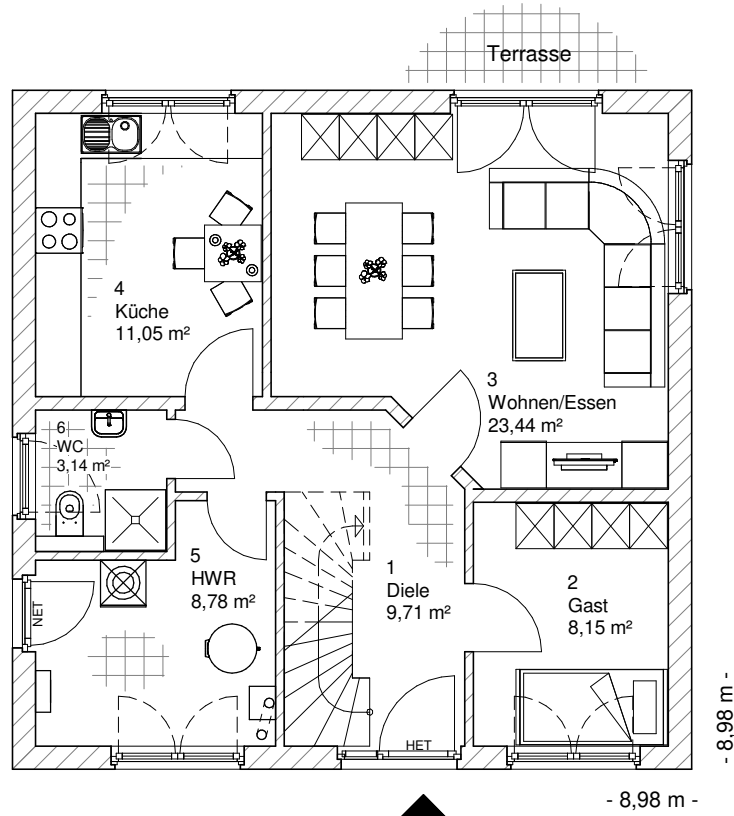 Terrasse
4
Küche
11,05 m²
3
Wohnen/Essen
23,44 m²
6
WC
3,14 m²
5
HWR
8,78 m²
1
Diele
9,71 m²
2
Gast
8,15 m²
NET
HET
- 8,98 m -
- 8,98 m -